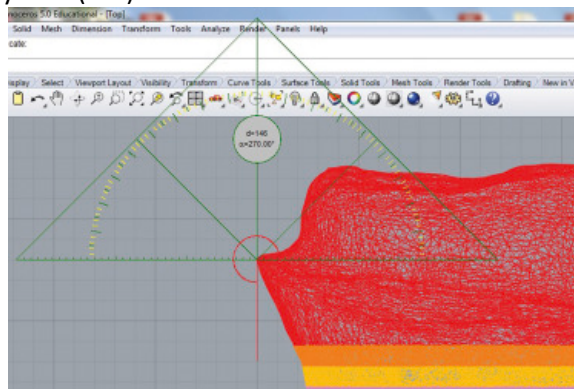 noceros 5.0 Educational - [Top]
Solid Mesh Dimension Transform Tools Analyze Render Panels Help
cate:
splay Select Viewport Layout Visibility Transform Curve Tools Surface Tools Solid Tools Mesh Tools Render Tools Drafting New in V
d=146
α=270.00°